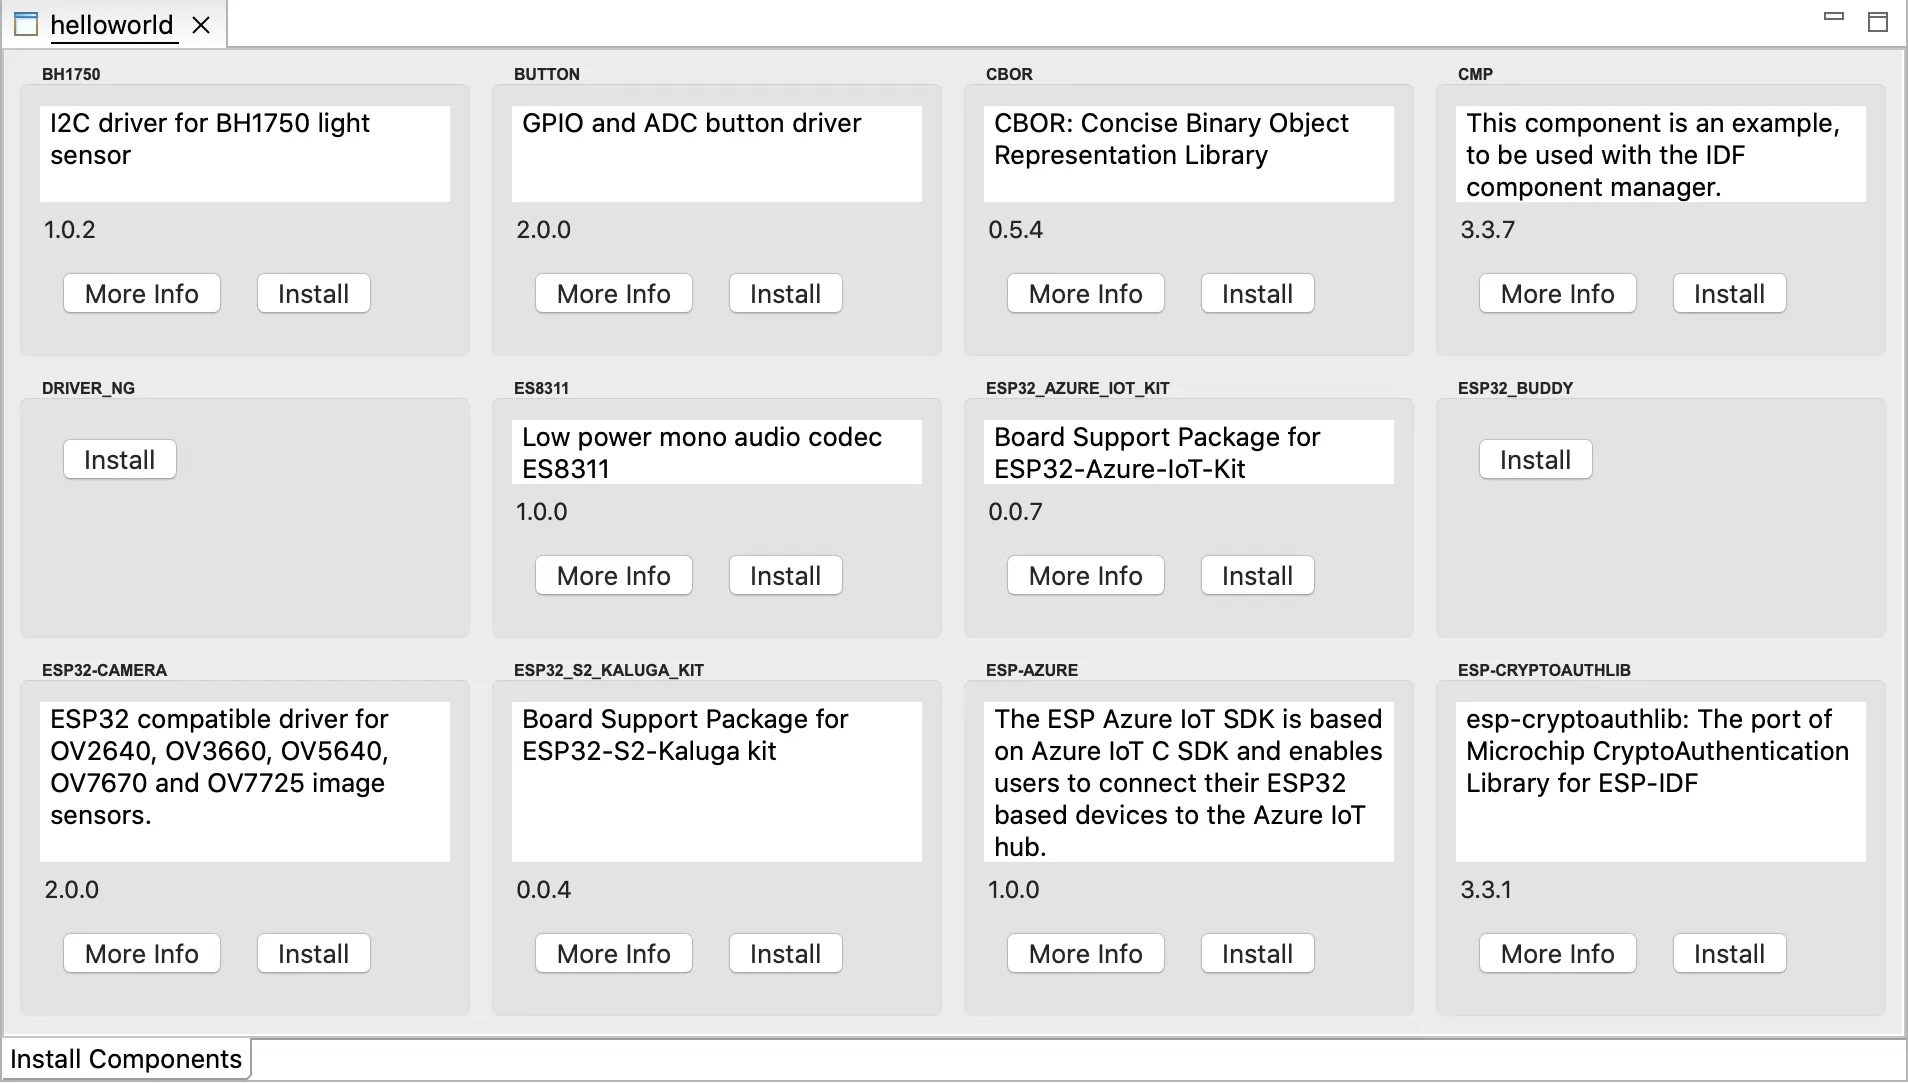 helloworld
BH1750
I2C driver for BH1750 light
sensor
1.0.2
More Info
Install
BUTTON
GPIO and ADC button driver
2.0.0
More Info
Install
CBOR
CBOR: Concise Binary Object
Representation Library
0.5.4
More Info
Install
CMP
This component is an example,
to be used with the IDF
component manager.
3.3.7
More Info
Install
DRIVER_NG
Install
ES8311
Low power mono audio codec
ES8311
1.0.0
More Info
Install
ESP32_AZURE_IOT_KIT
Board Support Package for
ESP32-Azure-IoT-Kit
0.0.7
More Info
Install
ESP32_BUDDY
Install
ESP32-CAMERA
ESP32 compatible driver for
OV2640, OV3660, OV5640,
OV7670 and OV7725 image
sensors.
2.0.0
More Info
Install
ESP32_S2_KALUGA_KIT
Board Support Package for
ESP32-S2-Kaluga kit
0.0.4
More Info
Install
ESP-AZURE
The ESP Azure IoT SDK is based
on Azure IoT C SDK and enables
users to connect their ESP32
based devices to the Azure IoT
hub.
1.0.0
More Info
Install
ESP-CRYPTOAUTHLIB
esp-cryptoauthlib: The port of
Microchip CryptoAuthentication
Library for ESP-IDF
3.3.1
More Info
Install
Install Components